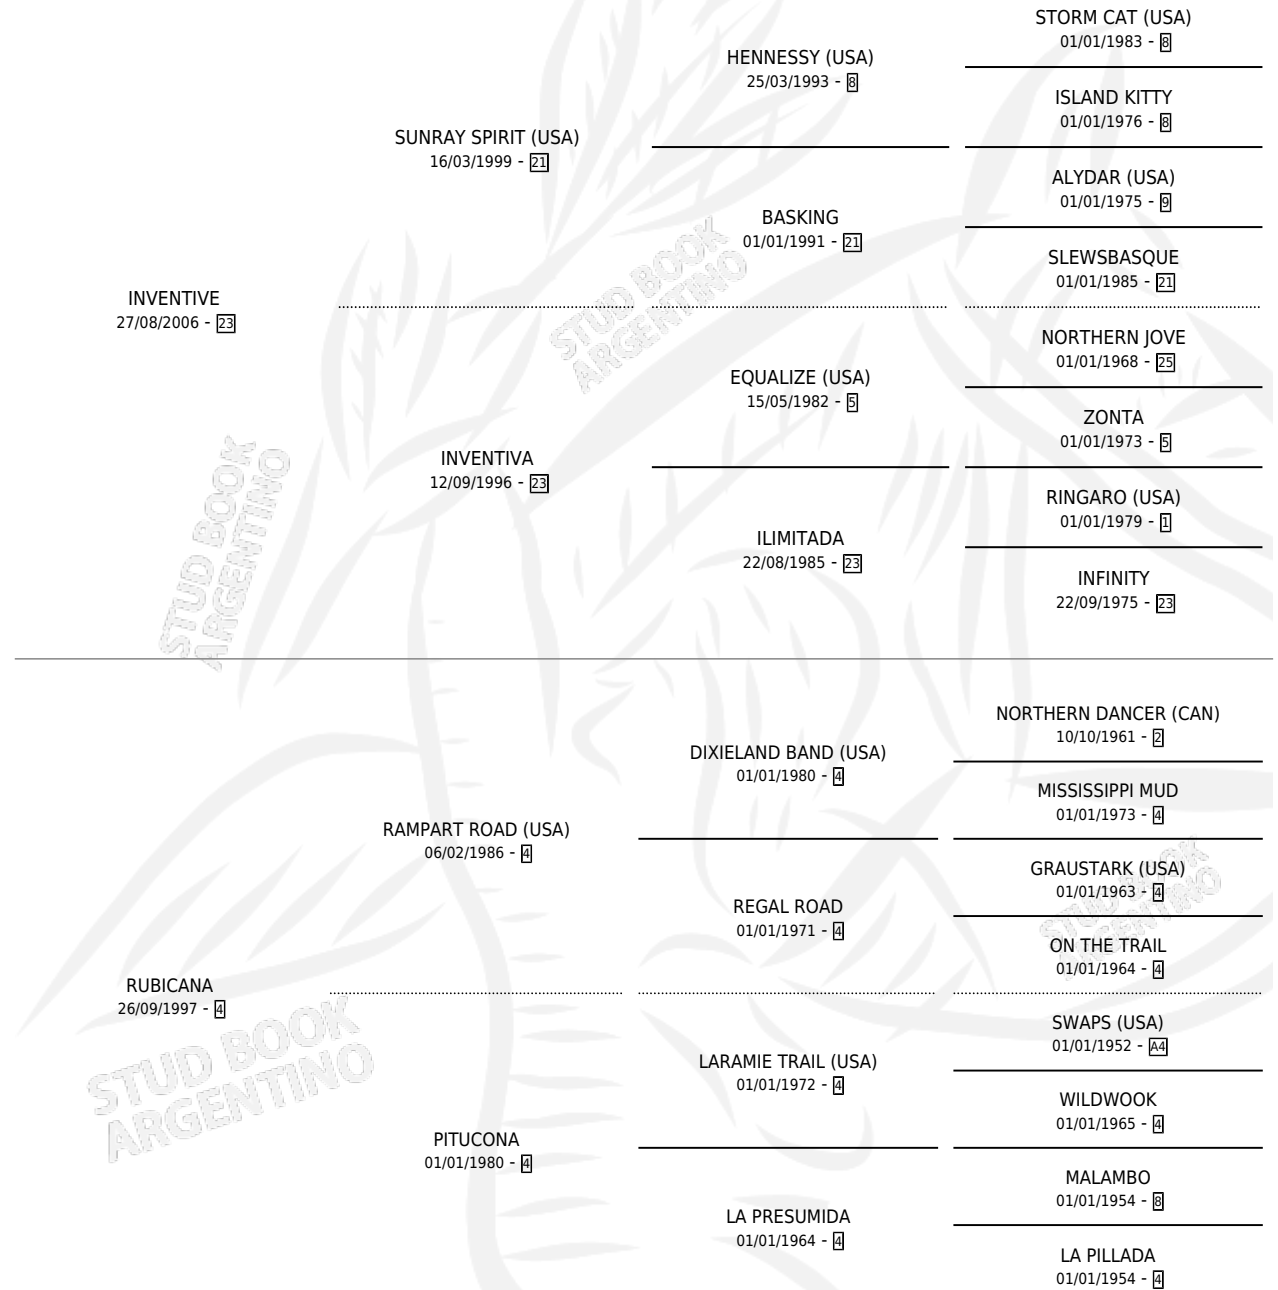 STORM CAT (USA)
01/01/1983 - 8
HENNESSY (USA)
25/03/1993 - 8
ISLAND KITTY
01/01/1976 - 8
SUNRAY SPIRIT (USA)
16/03/1999 - 21
ALYDAR (USA)
01/01/1975 - 9
BASKING
01/01/1991 - 21
SLEWSBASQUE
01/01/1985 - 21
INVENTIVE
27/08/2006 - 23
STUD BOOK
ARGENTINO
NORTHERN JOVE
01/01/1968 - 25
EQUALIZE (USA)
15/05/1982 - 5
ZONTA
01/01/1973 - 5
INVENTIVA
12/09/1996 - 23
RINGARO (USA)
01/01/1979 - 1
ILIMITADA
22/08/1985 - 23
INFINITY
22/09/1975 - 23
STUD BOOK
ARGENTINO
NORTHERN DANCER (CAN)
10/10/1961 - 2
DIXIELAND BAND (USA)
01/01/1980 - 4
MISSISSIPPI MUD
01/01/1973 - 4
RAMPART ROAD (USA)
06/02/1986 - 4
GRAUSTARK (USA)
01/01/1963 - 4
REGAL ROAD
01/01/1971 - 4
STUD BOOK
ARGENTINO
ON THE TRAIL
01/01/1964 - 4
RUBICANA
26/09/1997 - 4
SWAPS (USA)
01/01/1952 - A4
STUD BOOK
ARGENTINO
LARAMIE TRAIL (USA)
01/01/1972 - 4
WILDWOOK
01/01/1965 - 4
PITUCONA
01/01/1980 - 4
MALAMBO
01/01/1954 - 8
LA PRESUMIDA
01/01/1964 - 4
LA PILLADA
01/01/1954 - 4